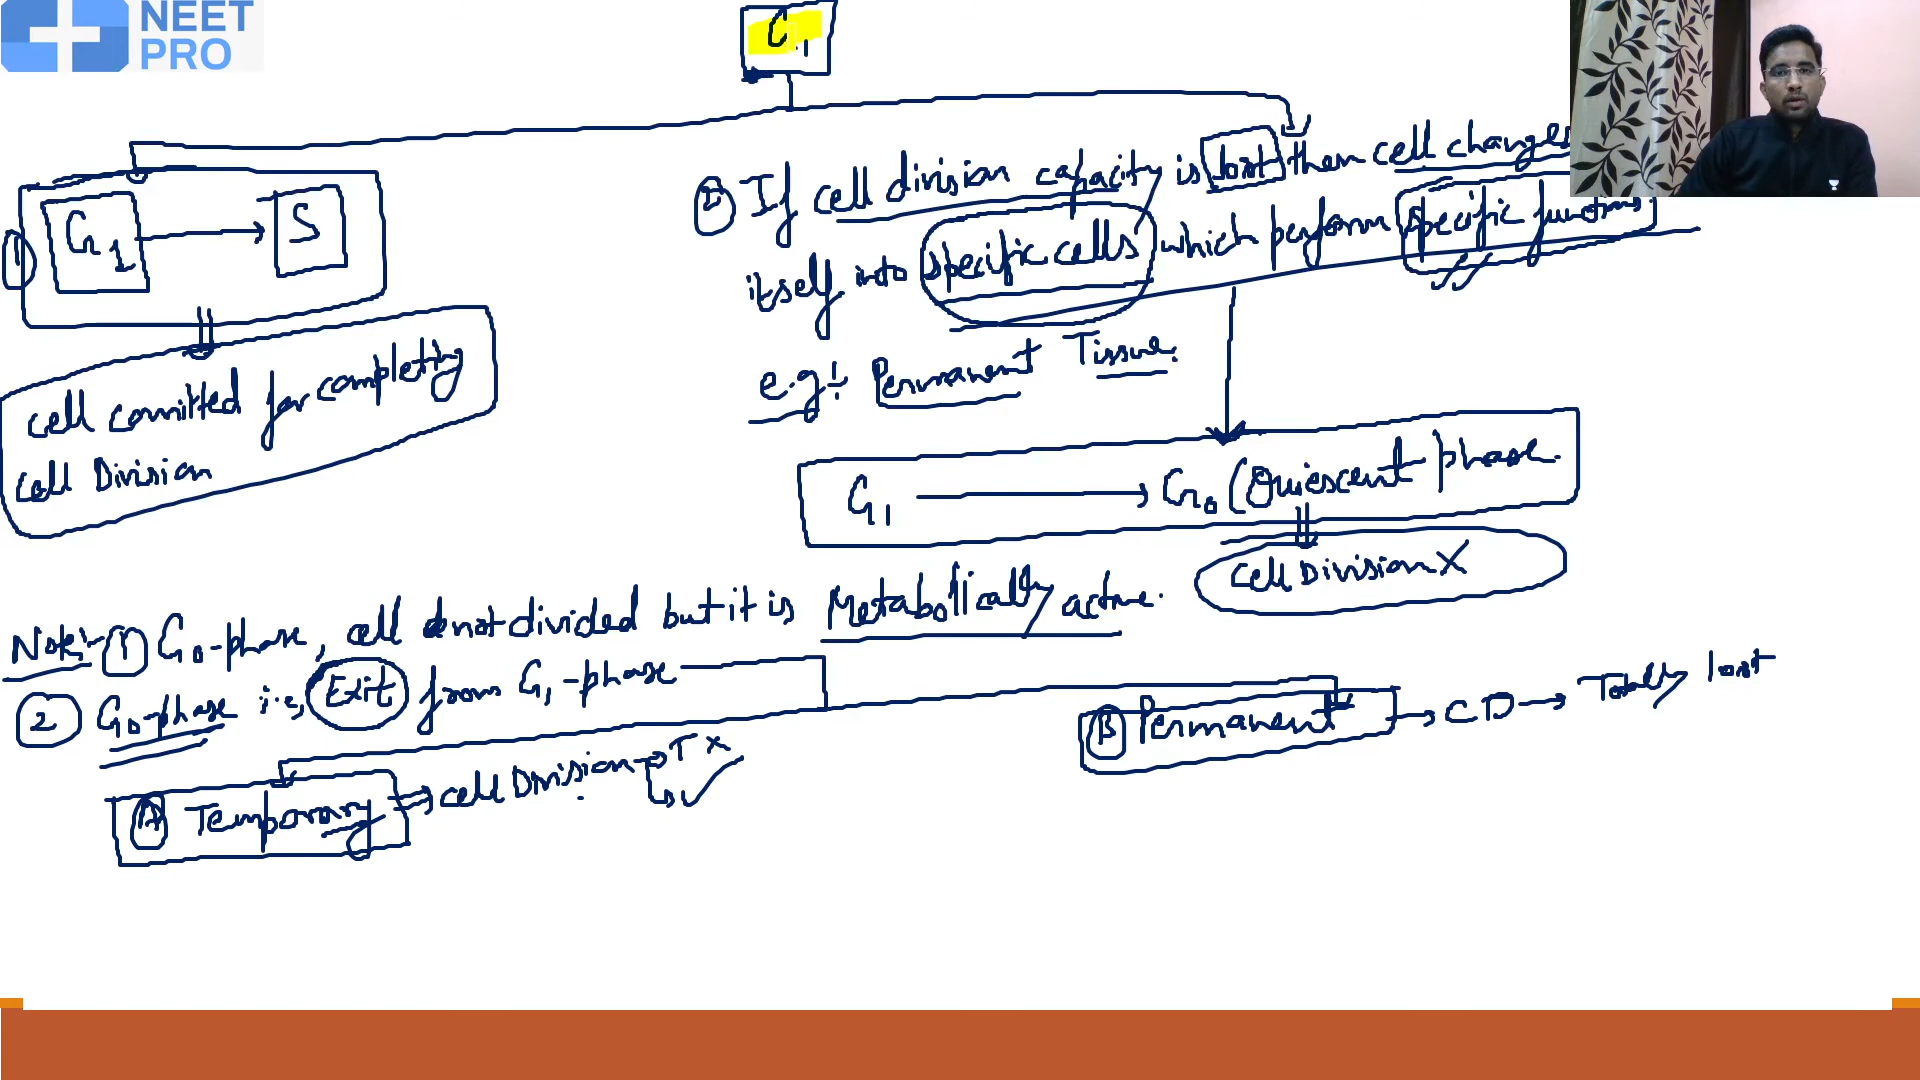 NEET
PRO
G1
① G1 → S
cell comitted for completing
cell Division
② If cell division capacity is lost then cell changes
itself into specific cells which perform specific functions.
e.g:- Permanent Tissue.
G1 → G0 (Quiescent phase
cell Division X
Note:- ① G0-phase, cell not divided but it is Metabolically active.
② G0-phase i.e, Exit from G1-phase
Ⓐ Temporary ⇒ cell Division → T X ✓
Ⓑ Permanent → CD → Totally lost